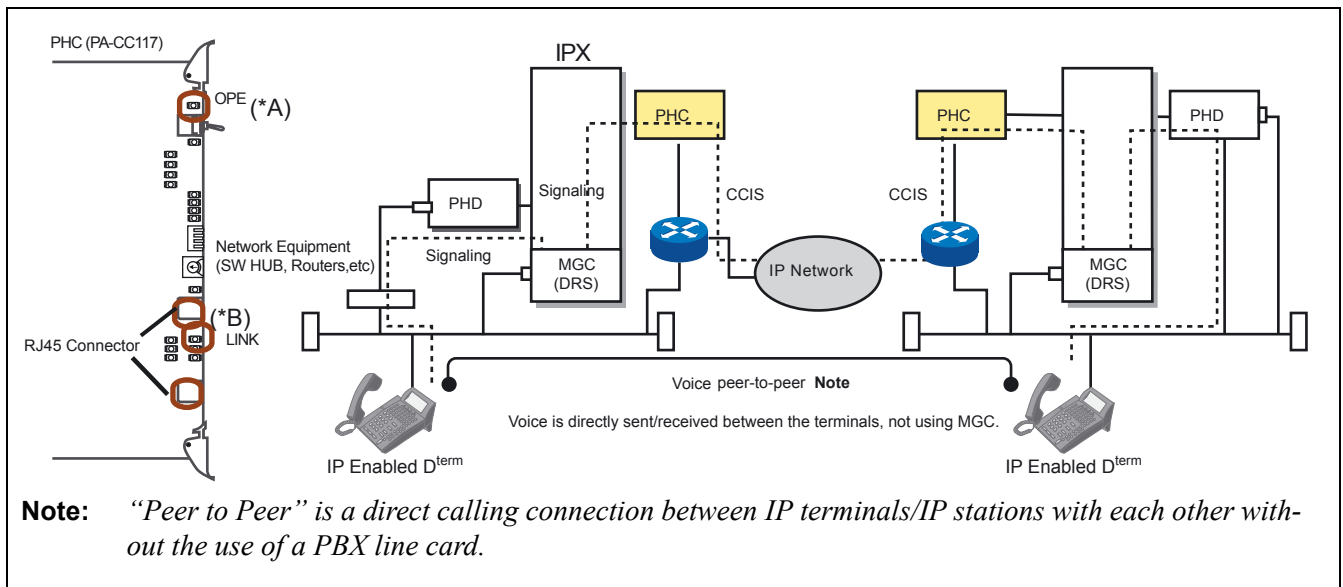 PHC (PA-CC117)
OPE (*A)
Network Equipment
(SW HUB, Routers,etc)
(*B)
LINK
RJ45 Connector
IPX
PHC
Signaling
CCIS
PHD
Signaling
MGC
(DRS)
IP Network
PHC
CCIS
PHD
MGC
(DRS)
Voice peer-to-peer Note
Voice is directly sent/received between the terminals, not using MGC.
IP Enabled Dterm
IP Enabled Dterm
Note: “Peer to Peer” is a direct calling connection between IP terminals/IP stations with each other with-
out the use of a PBX line card.